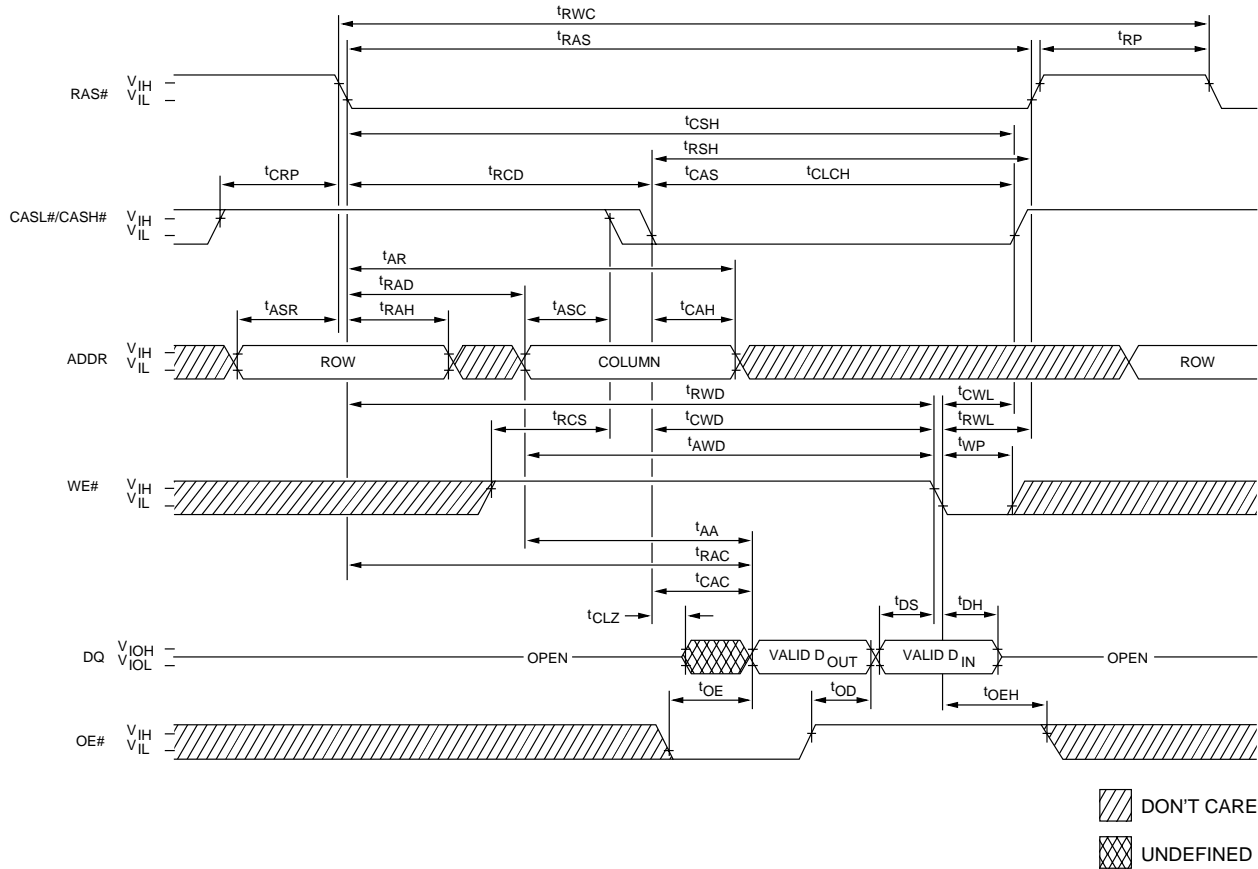 tRWC
tRAS
tRP
RAS#
VIH
VIL
tCSH
tRSH
tCRP
tRCD
tCAS
tCLCH
CASL#/CASH#
VIH
VIL
tAR
tRAD
tASR
tRAH
tASC
tCAH
ADDR
VIH
VIL
ROW
COLUMN
ROW
tRWD
tCWL
tRCS
tCWD
tRWL
tAWD
tWP
WE#
VIH
VIL
tAA
tRAC
tCAC
tCLZ
tDS
tDH
DQ
VIOH
VIOL
OPEN
VALID DOUT
VALID DIN
OPEN
tOE
tOD
tOEH
OE#
VIH
VIL
DON'T CARE
UNDEFINED